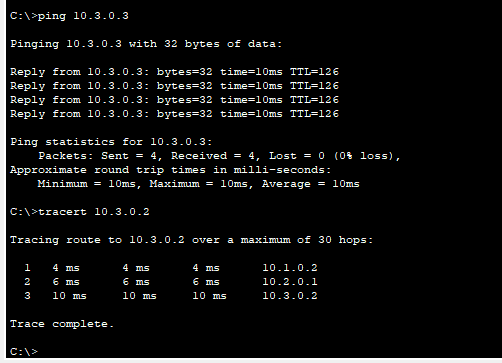 C:\>ping 10.3.0.3
Pinging 10.3.0.3 with 32 bytes of data:
Reply from 10.3.0.3: bytes=32 time=10ms TTL=126
Reply from 10.3.0.3: bytes=32 time=10ms TTL=126
Reply from 10.3.0.3: bytes=32 time=10ms TTL=126
Reply from 10.3.0.3: bytes=32 time=10ms TTL=126
Ping statistics for 10.3.0.3:
    Packets: Sent = 4, Received = 4, Lost = 0 (0% loss),
Approximate round trip times in milli-seconds:
    Minimum = 10ms, Maximum = 10ms, Average = 10ms
C:\>tracert 10.3.0.2
Tracing route to 10.3.0.2 over a maximum of 30 hops:
  1   4 ms      4 ms      4 ms      10.1.0.2
  2   6 ms      6 ms      6 ms      10.2.0.1
  3   10 ms     10 ms     10 ms     10.3.0.2
Trace complete.
C:\>